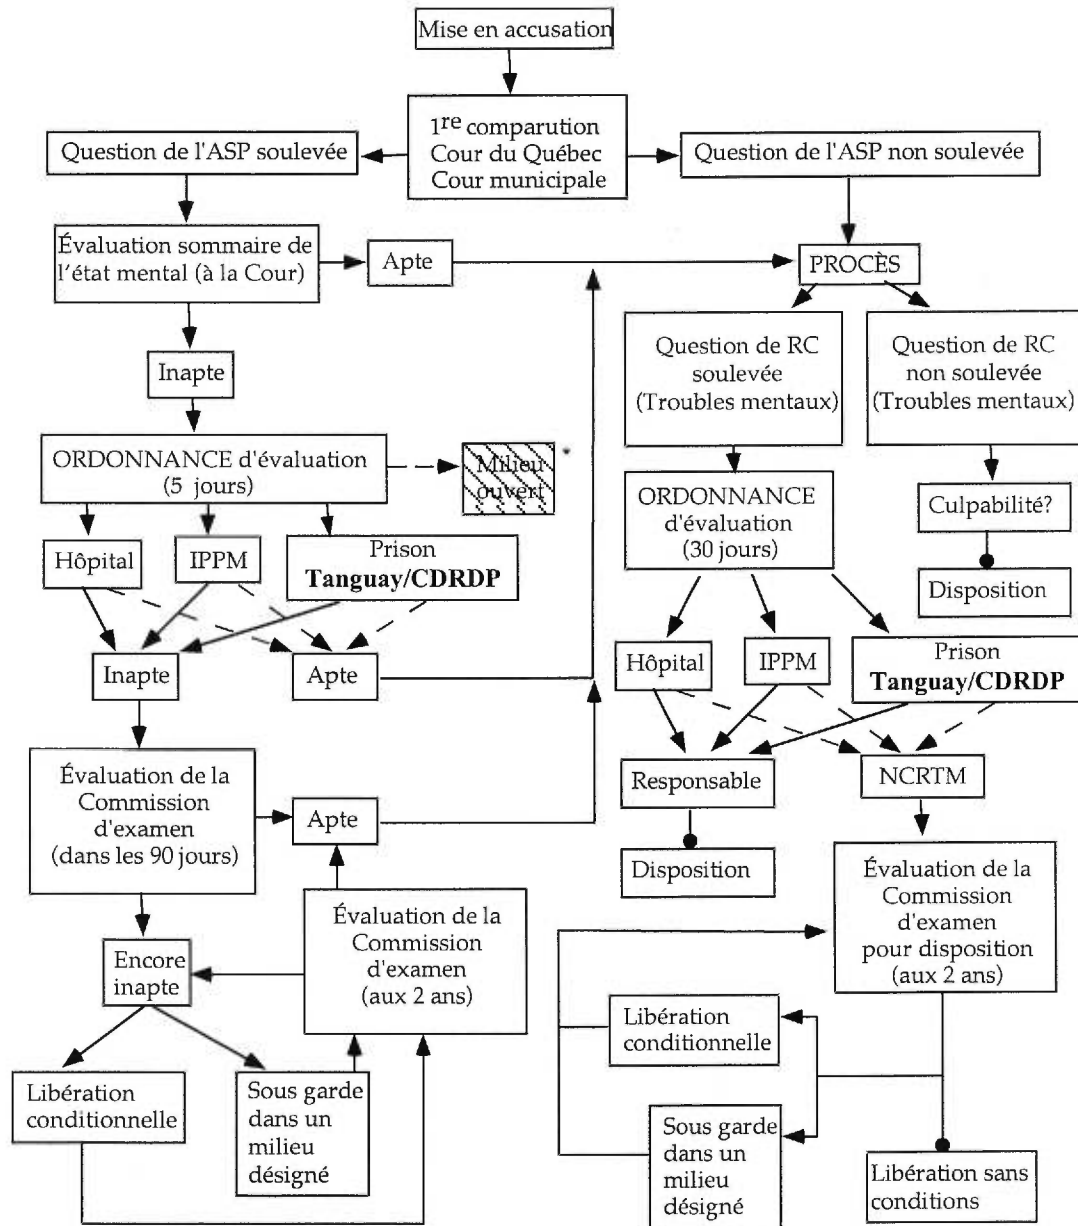 Mise en accusation
1re comparution
Cour du Québec
Cour municipale
Question de l'ASP soulevée
Question de l'ASP non soulevée
Évaluation sommaire de
l'état mental (à la Cour)
Apte
PROCÈS
Inapte
Question de RC
soulevée
(Troubles mentaux)
Question de RC
non soulevée
(Troubles mentaux)
ORDONNANCE d'évaluation
(5 jours)
Milieu
ouvert
*
ORDONNANCE
d'évaluation
(30 jours)
Culpabilité?
Disposition
Hôpital
IPPM
Prison
Tanguay/CDRDP
Inapte
Apte
Hôpital
IPPM
Prison
Tanguay/CDRDP
Responsable
NCRTM
Disposition
Évaluation de la
Commission
d'examen
(dans les 90 jours)
Apte
Évaluation de la
Commission
d'examen
(aux 2 ans)
Encore
inapte
Libération
conditionnelle
Sous garde
dans un
milieu
désigné
Évaluation de la
Commission
d'examen
pour disposition
(aux 2 ans)
Libération
conditionnelle
Sous garde
dans un
milieu
désigné
Libération sans
conditions